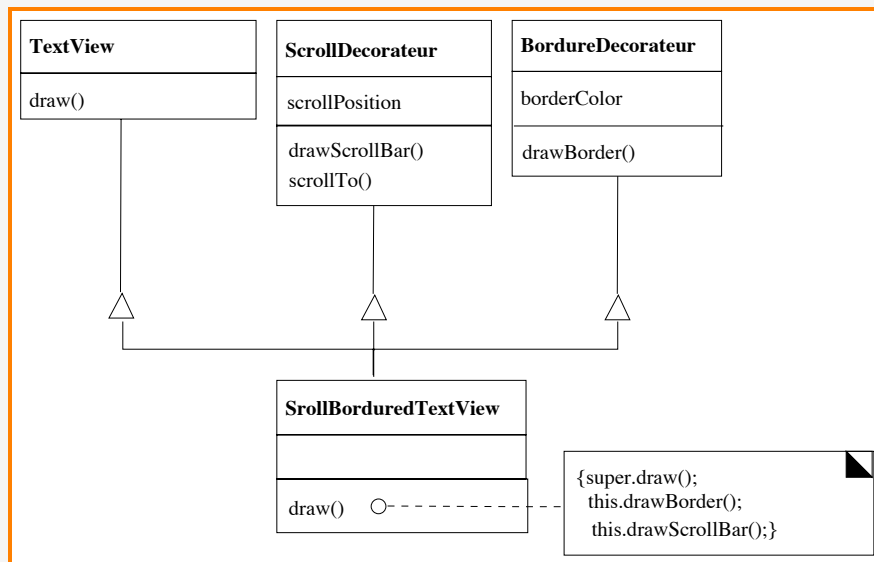 TextView
draw()
ScrollDecorateur
scrollPosition
drawScrollBar()
scrollTo()
BordureDecorateur
borderColor
drawBorder()
SrollBorduredTextView
draw()
{super.draw();
this.drawBorder();
this.drawScrollBar();}